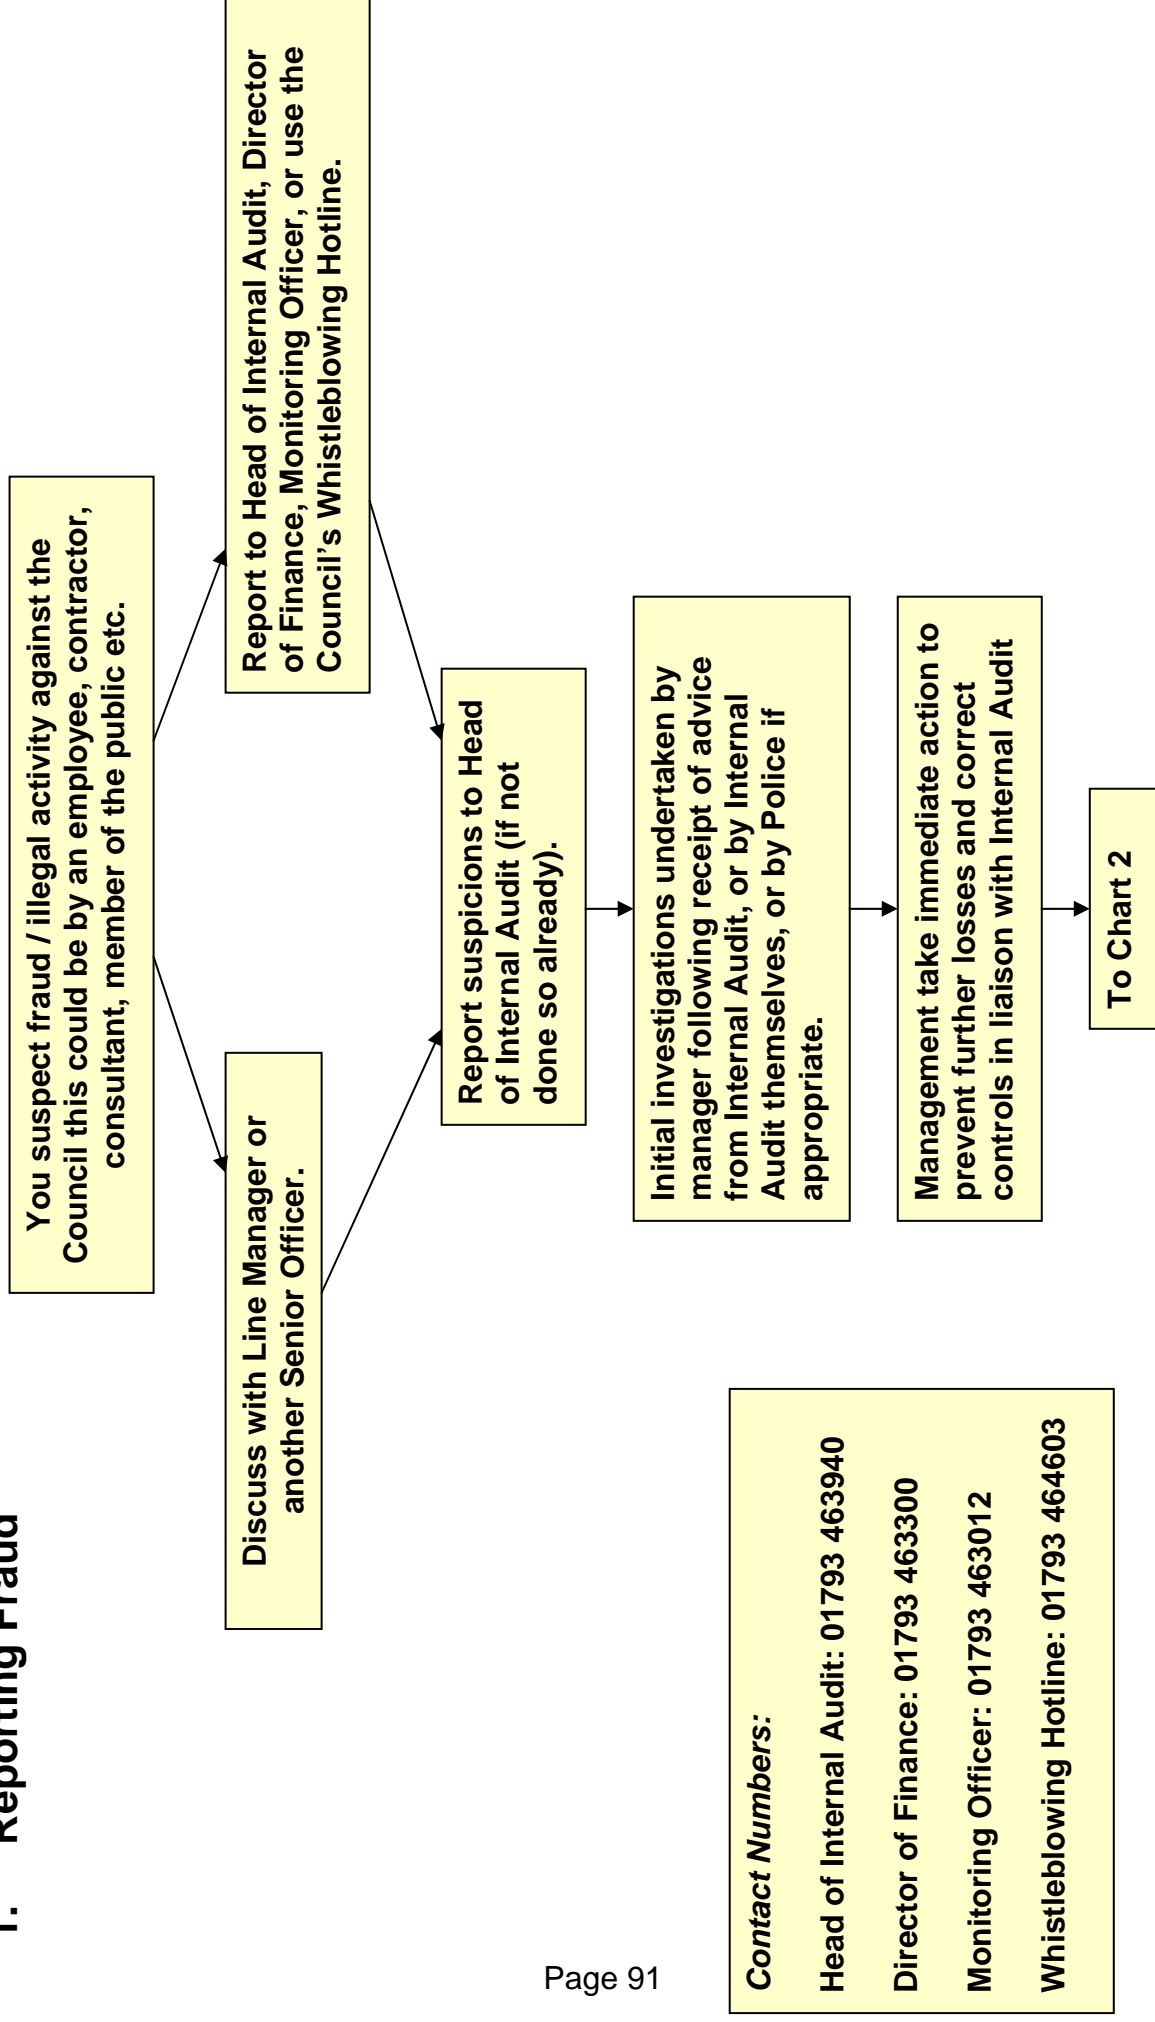 1. Reporting Fraud
You suspect fraud / illegal activity against the
Council this could be by an employee, contractor,
consultant, member of the public etc.
Discuss with Line Manager or
another Senior Officer.
Report to Head of Internal Audit, Director
of Finance, Monitoring Officer, or use the
Council’s Whistleblowing Hotline.
Report suspicions to Head
of Internal Audit (if not
done so already).
Initial investigations undertaken by
manager following receipt of advice
from Internal Audit, or by Internal
Audit themselves, or by Police if
appropriate.
Management take immediate action to
prevent further losses and correct
controls in liaison with Internal Audit
To Chart 2
Contact Numbers:
Head of Internal Audit: 01793 463940
Director of Finance: 01793 463300
Monitoring Officer: 01793 463012
Whistleblowing Hotline: 01793 464603
Page 91